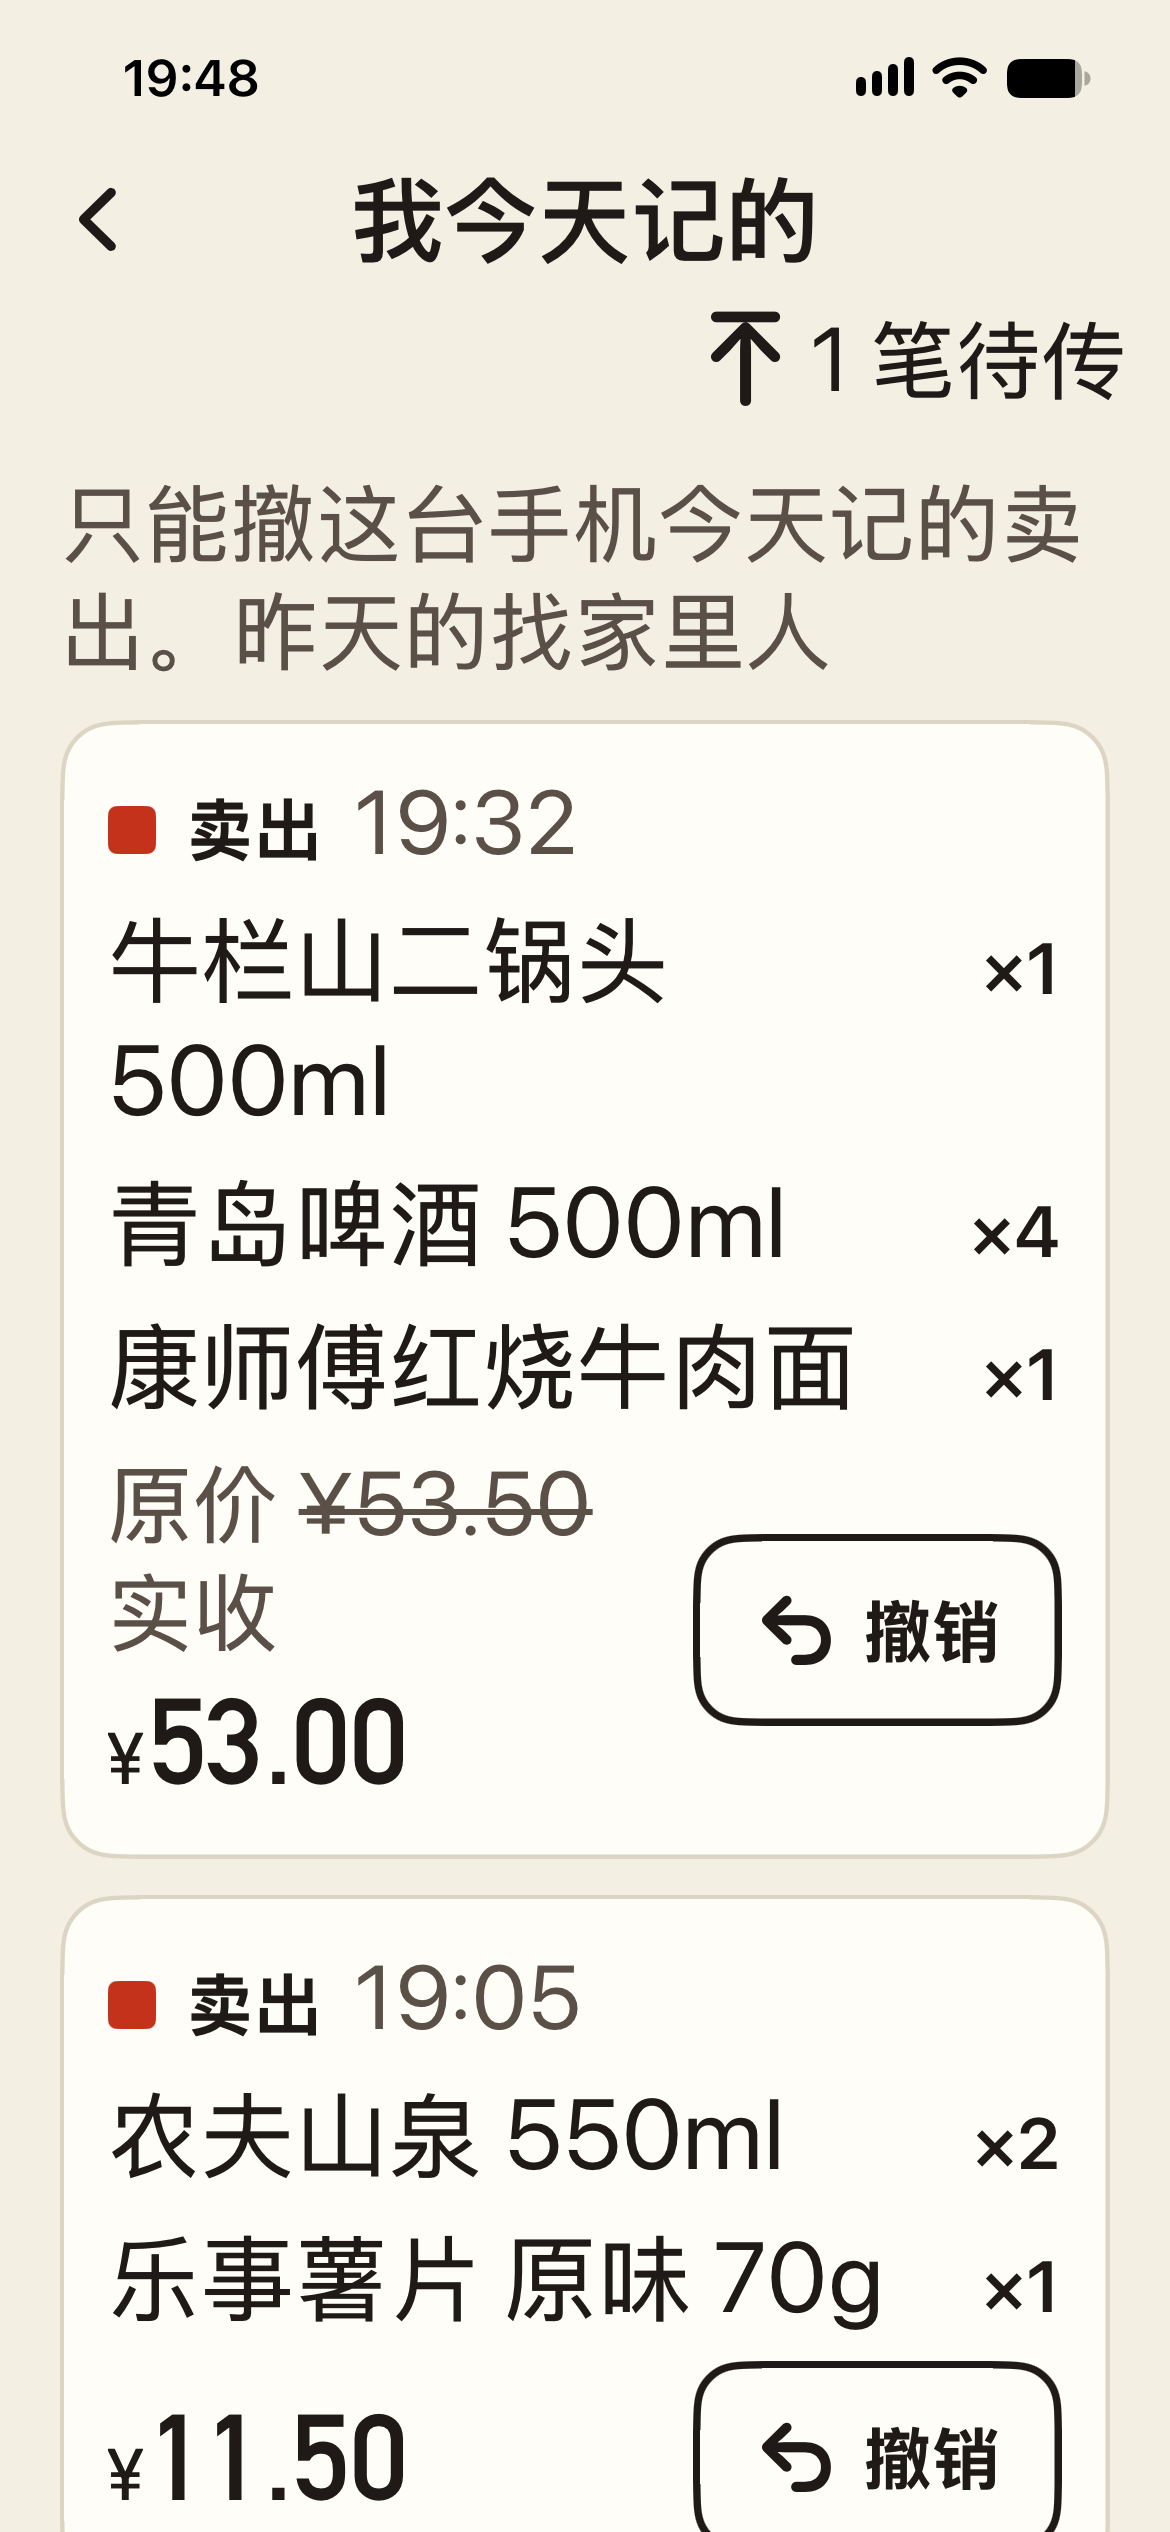 19:48
我今天记的
1 笔待传
只能撤这台手机今天记的卖
出。昨天的找家里人
卖出 19:32
牛栏山二锅头 ×1
500ml
青岛啤酒 500ml ×4
康师傅红烧牛肉面 ×1
原价 ¥53.50
实收
¥53.00
撤销
卖出 19:05
农夫山泉 550ml ×2
乐事薯片 原味 70g ×1
¥11.50
撤销